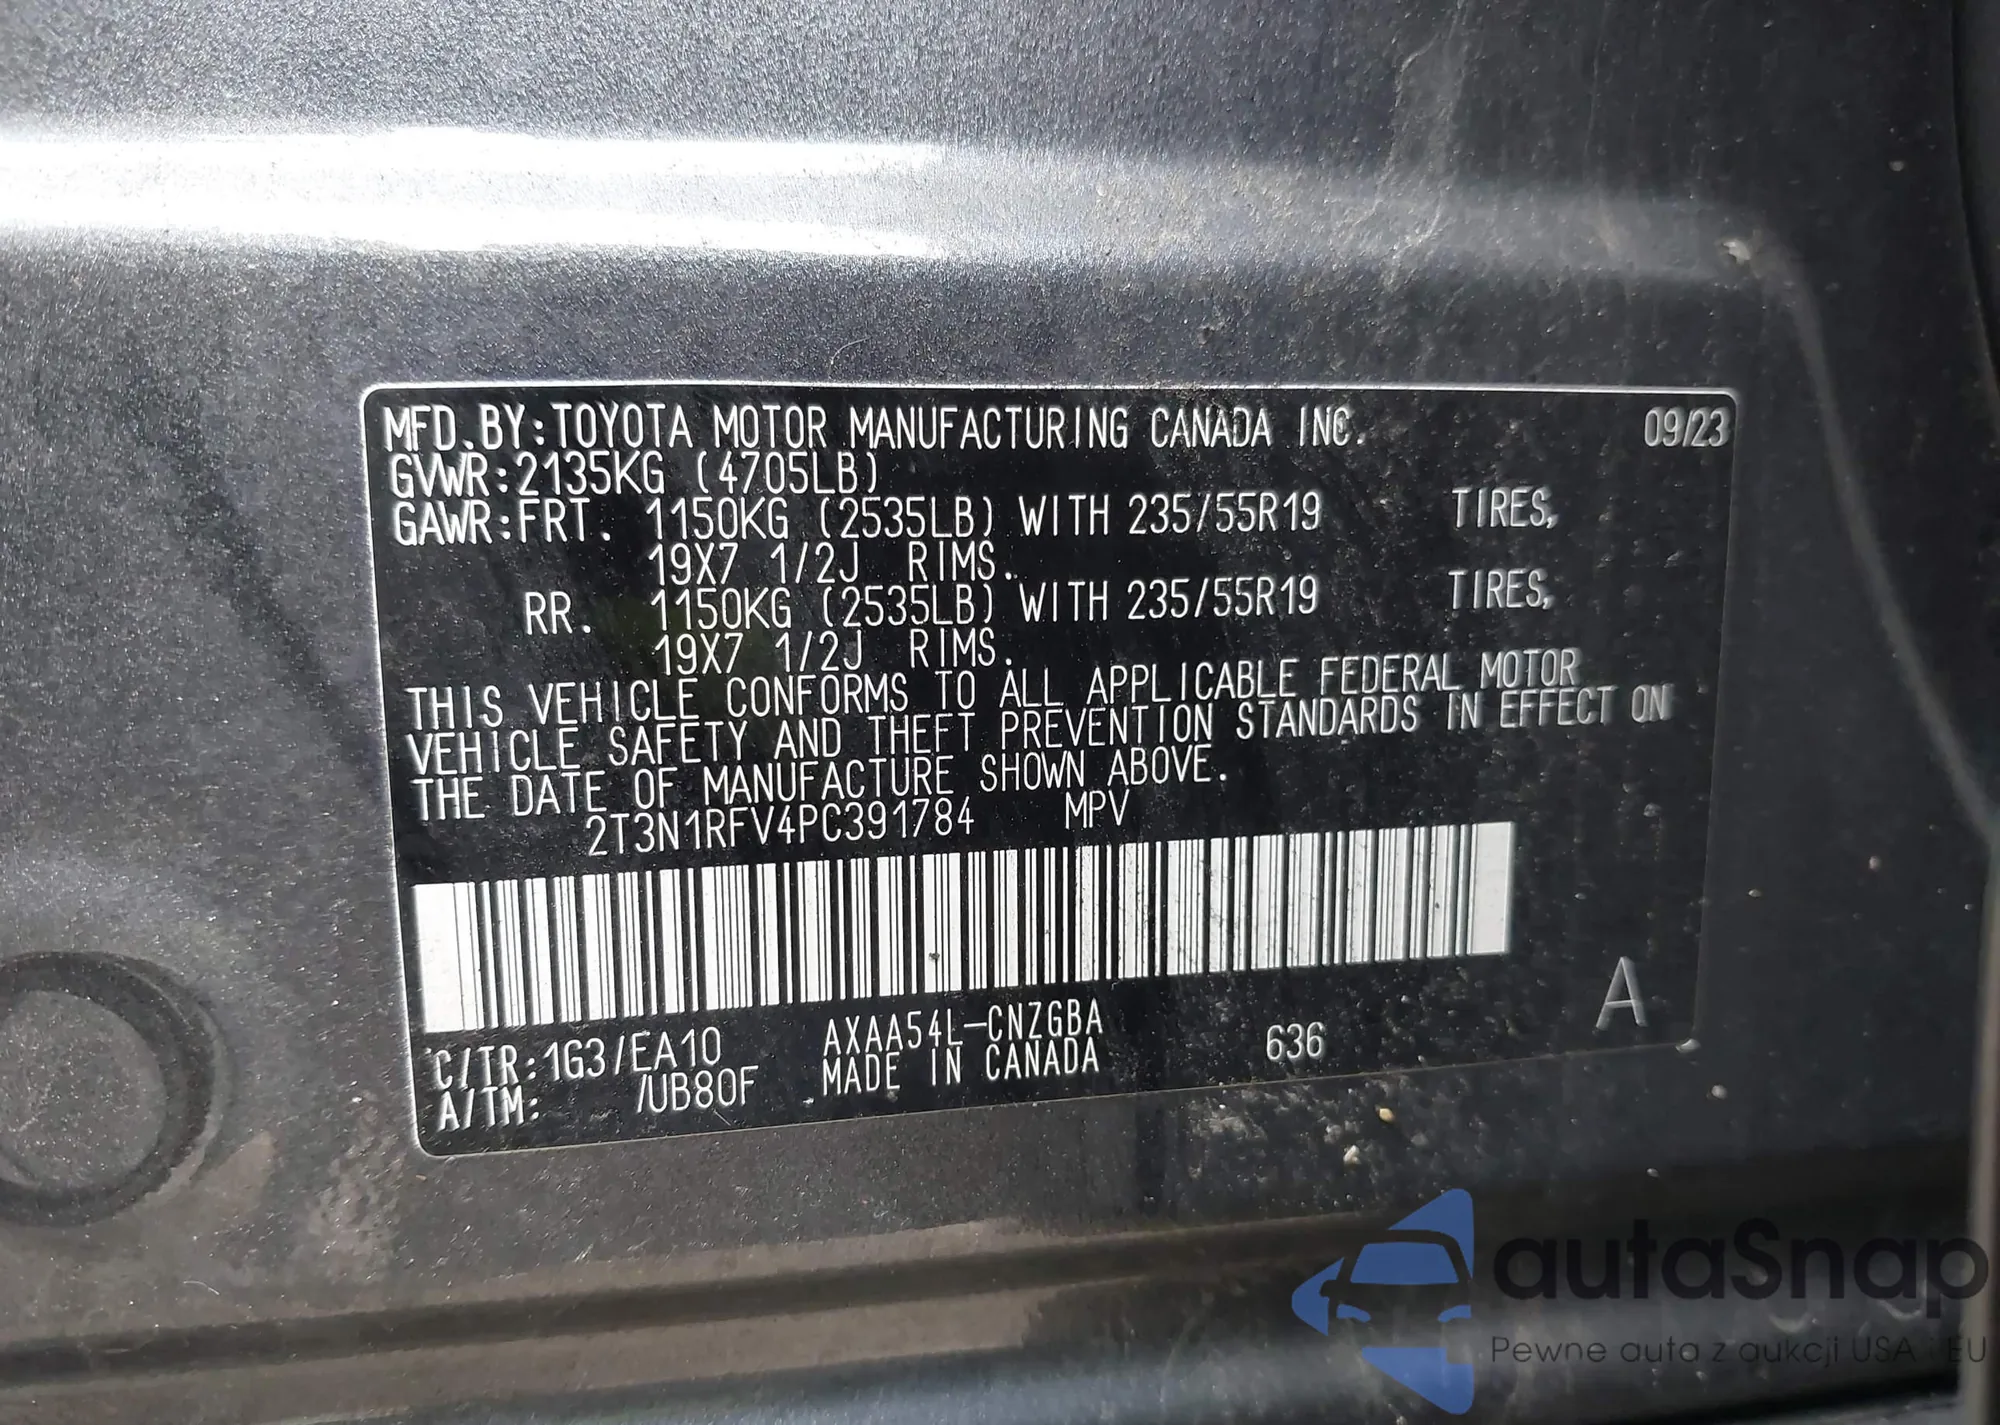 MFD. BY: TOYOTA MOTOR MANUFACTURING CANADA INC. 09/23
GVWR: 2135KG (4705LB)
GAWR: FRT. 1150KG (2535LB) WITH 235/55R19 TIRES,
19X7 1/2J RIMS.
RR. 1150KG (2535LB) WITH 235/55R19 TIRES,
19X7 1/2J RIMS.
THIS VEHICLE CONFORMS TO ALL APPLICABLE FEDERAL MOTOR
VEHICLE SAFETY AND THEFT PREVENTION STANDARDS IN EFFECT ON
THE DATE OF MANUFACTURE SHOWN ABOVE.
2T3N1RFV4PC391784 MPV
A
C/TR: 1G3/EA10 AXAA54L-CNZGBA 636
A/TM: /UB80F MADE IN CANADA
autaSnap
Pewne auta z aukcji USA i EU